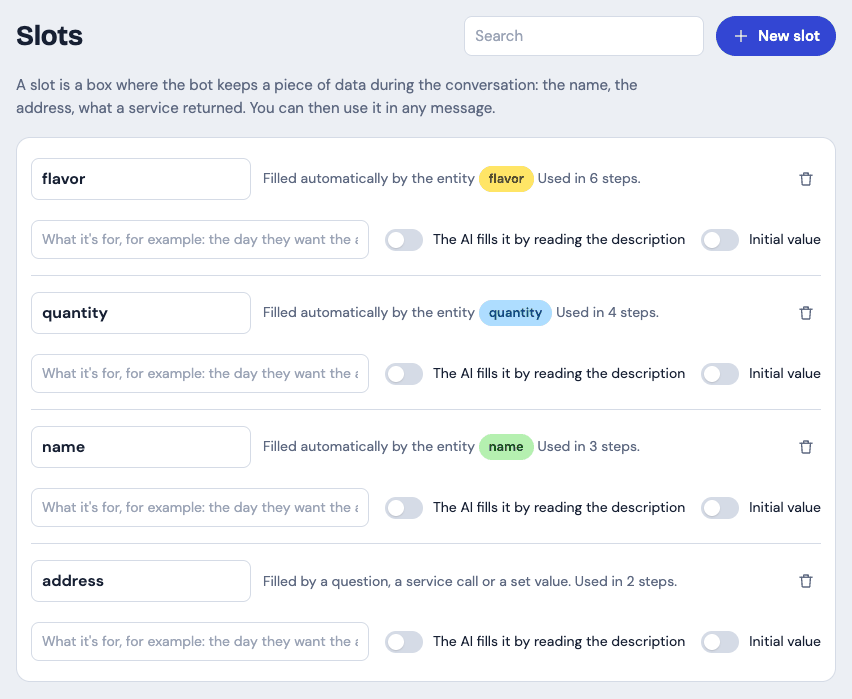 Slots
Search
+ New slot
A slot is a box where the bot keeps a piece of data during the conversation: the name, the
address, what a service returned. You can then use it in any message.
flavor
Filled automatically by the entity flavor Used in 6 steps.
What it's for, for example: the day they want the a
The AI fills it by reading the description
Initial value
quantity
Filled automatically by the entity quantity Used in 4 steps.
What it's for, for example: the day they want the a
The AI fills it by reading the description
Initial value
name
Filled automatically by the entity name Used in 3 steps.
What it's for, for example: the day they want the a
The AI fills it by reading the description
Initial value
address
Filled by a question, a service call or a set value. Used in 2 steps.
What it's for, for example: the day they want the a
The AI fills it by reading the description
Initial value